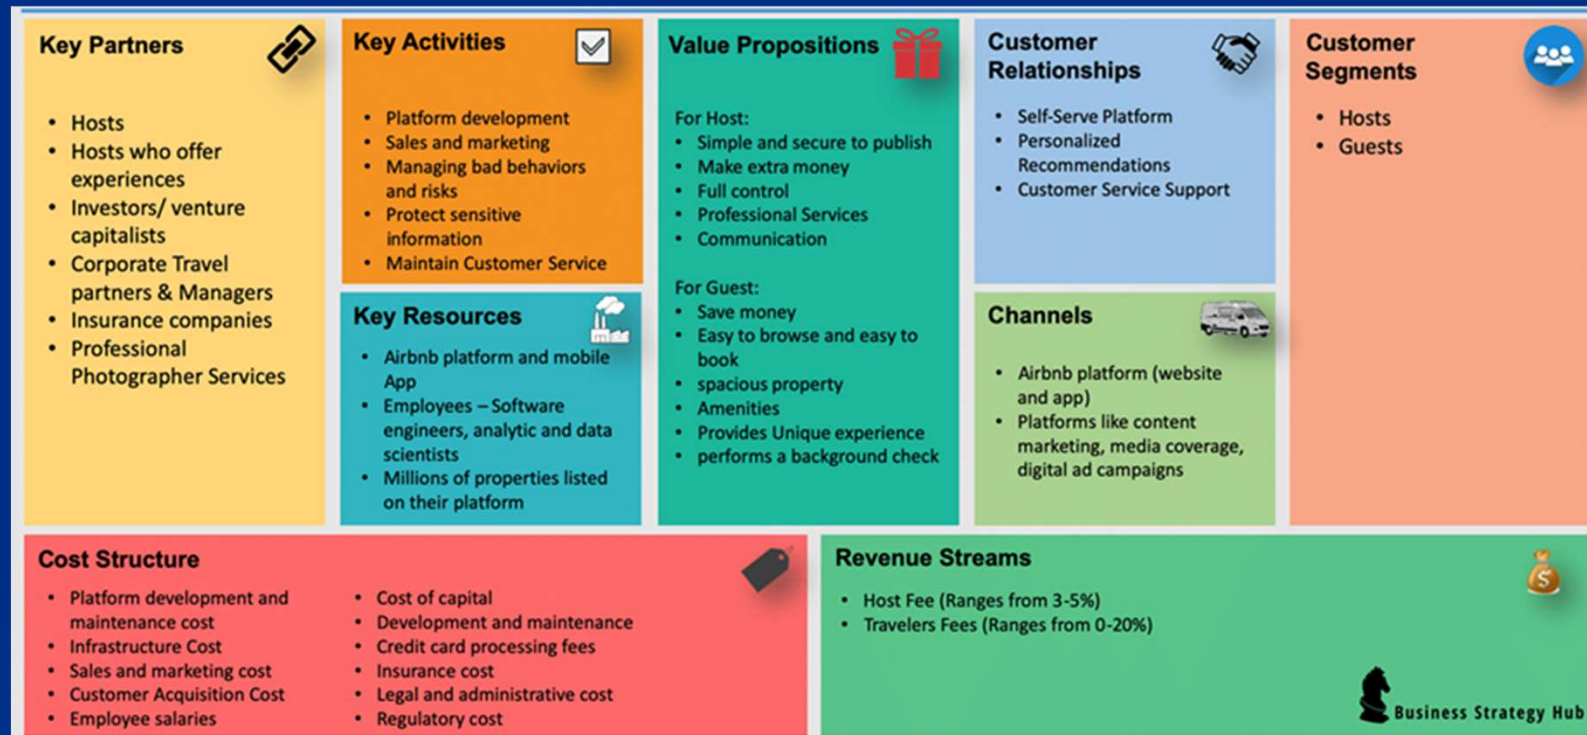 Key Partners
• Hosts
• Hosts who offer
experiences
• Investors/ venture
capitalists
• Corporate Travel
partners & Managers
• Insurance companies
• Professional
Photographer Services
Key Activities
• Platform development
• Sales and marketing
• Managing bad behaviors
and risks
• Protect sensitive
information
• Maintain Customer Service
Key Resources
• Airbnb platform and mobile
App
• Employees – Software
engineers, analytic and data
scientists
• Millions of properties listed
on their platform
Value Propositions
For Host:
• Simple and secure to publish
• Make extra money
• Full control
• Professional Services
• Communication
For Guest:
• Save money
• Easy to browse and easy to
book
• spacious property
• Amenities
• Provides Unique experience
• performs a background check
Customer
Relationships
• Self-Serve Platform
• Personalized
Recommendations
• Customer Service Support
Channels
• Airbnb platform (website
and app)
• Platforms like content
marketing, media coverage,
digital ad campaigns
Customer
Segments
• Hosts
• Guests
Cost Structure
• Platform development and
maintenance cost
• Infrastructure Cost
• Sales and marketing cost
• Customer Acquisition Cost
• Employee salaries
• Cost of capital
• Development and maintenance
• Credit card processing fees
• Insurance cost
• Legal and administrative cost
• Regulatory cost
Revenue Streams
• Host Fee (Ranges from 3-5%)
• Travelers Fees (Ranges from 0-20%)
$
Business Strategy Hub